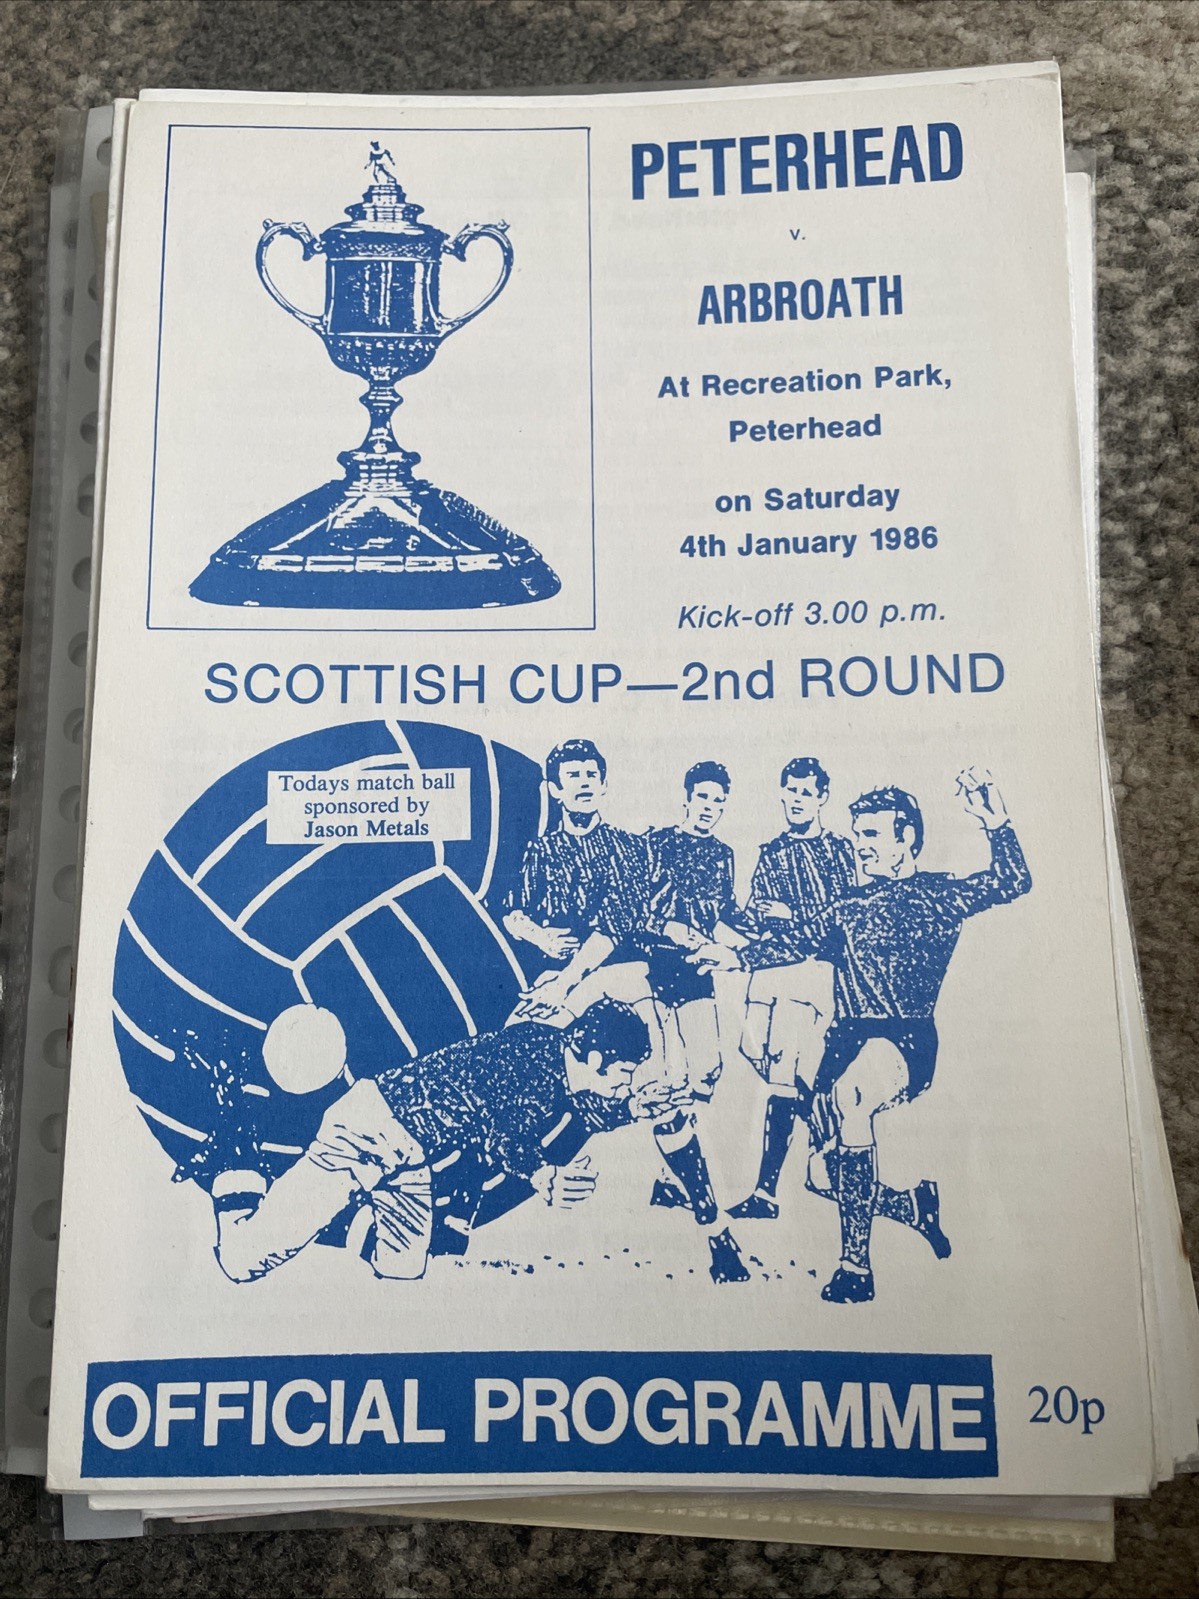 PETERHEAD
v.
ARBROATH
At Recreation Park,
Peterhead
on Saturday
4th January 1986
Kick-off 3.00 p.m.
SCOTTISH CUP—2nd ROUND
Todays match ball
sponsored by
Jason Metals
OFFICIAL PROGRAMME
20p